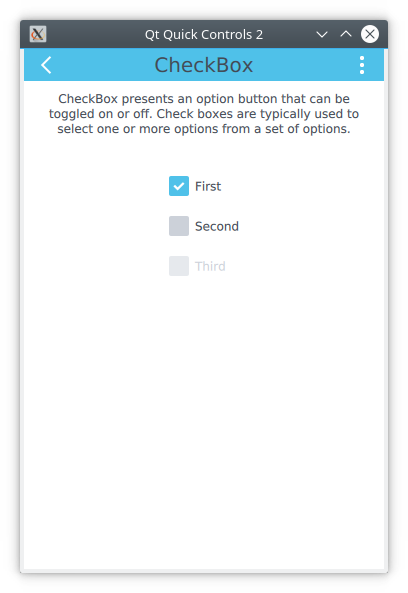 Qt Quick Controls 2
CheckBox
CheckBox presents an option button that can be
toggled on or off. Check boxes are typically used to
select one or more options from a set of options.
First
Second
Third